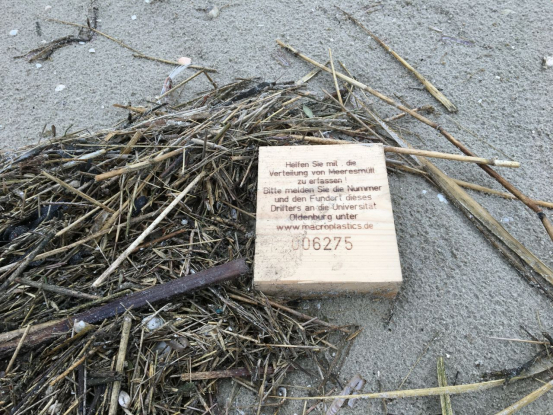 Helfen Sie mit die
Verteilung von Meeresmüll
zu erfassen!
Bitte melden Sie die Nummer
und den Fundort dieses
Drifters an die Universität
Oldenburg unter
www.macroplastics.de
006275